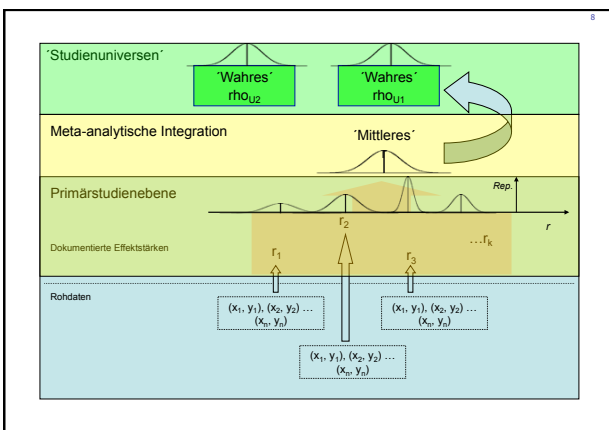 8
´Studienuniversen´
´Wahres´ ´Wahres´
rho_U2 rho_U1
Meta-analytische Integration
´Mittleres´
Primärstudienebene
Rep.
r_2
r
Dokumentierte Effektstärken
r_1 r_3 …r_k
Rohdaten
(x_1, y_1), (x_2, y_2) … (x_1, y_1), (x_2, y_2) …
(x_n, y_n) (x_n, y_n)
(x_1, y_1), (x_2, y_2) …
(x_n, y_n)